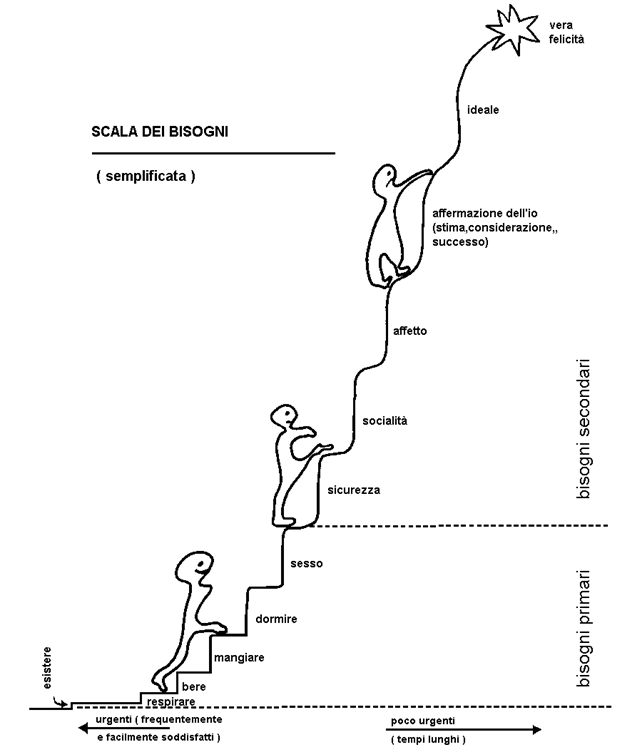 vera
felicità
ideale
SCALA DEI BISOGNI
( semplificata )
affermazione dell'io
(stima,considerazione,,
successo)
affetto
socialità
sicurezza
bisogni secondari
sesso
dormire
mangiare
bere
respirare
esistere
bisogni primari
urgenti ( frequentemente
e facilmente soddisfatti )
poco urgenti
( tempi lunghi )